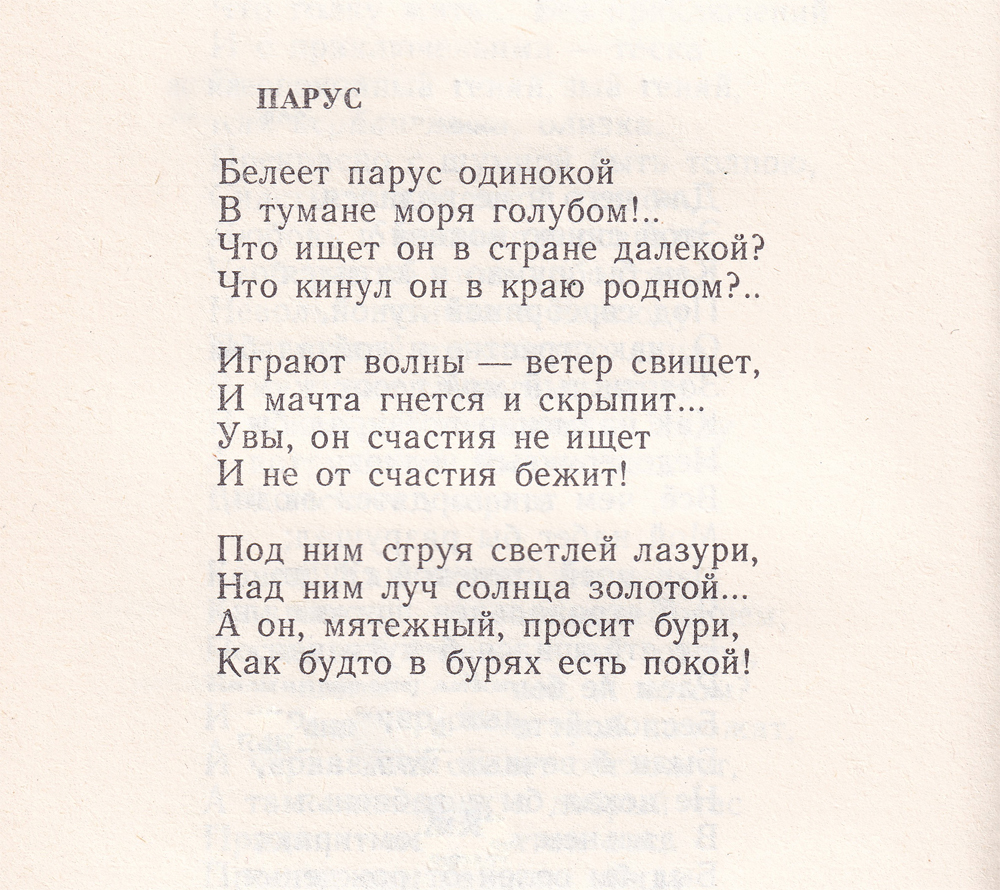 ПАРУС
Белеет парус одинокой
В тумане моря голубом!..
Что ищет он в стране далекой?
Что кинул он в краю родном?..
Играют волны — ветер свищет,
И мачта гнется и скрыпит...
Увы, он счастия не ищет
И не от счастия бежит!
Под ним струя светлей лазури,
Над ним луч солнца золотой...
А он, мятежный, просит бури,
Как будто в бурях есть покой!